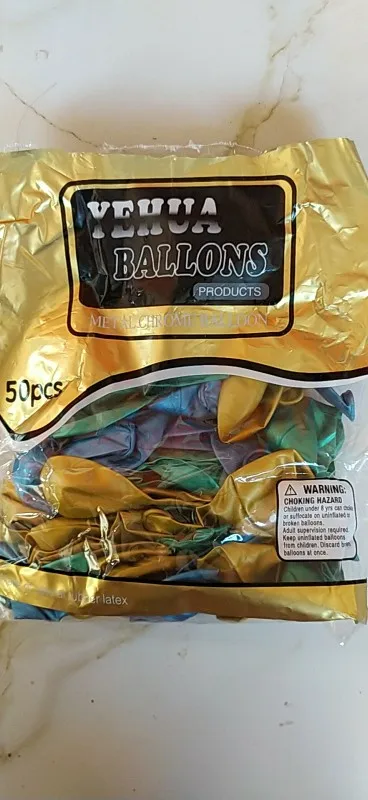 YEHUA
BALLONS
PRODUCTS
METAL CHROME BALLOON
50pcs
WARNING:
CHOKING HAZARD
Children under 8 yrs can choke
or suffocate on uninflated or
broken balloons.
Adult supervision required.
Keep uninflated balloons
from children. Discard broken
balloons at once.
rubber latex